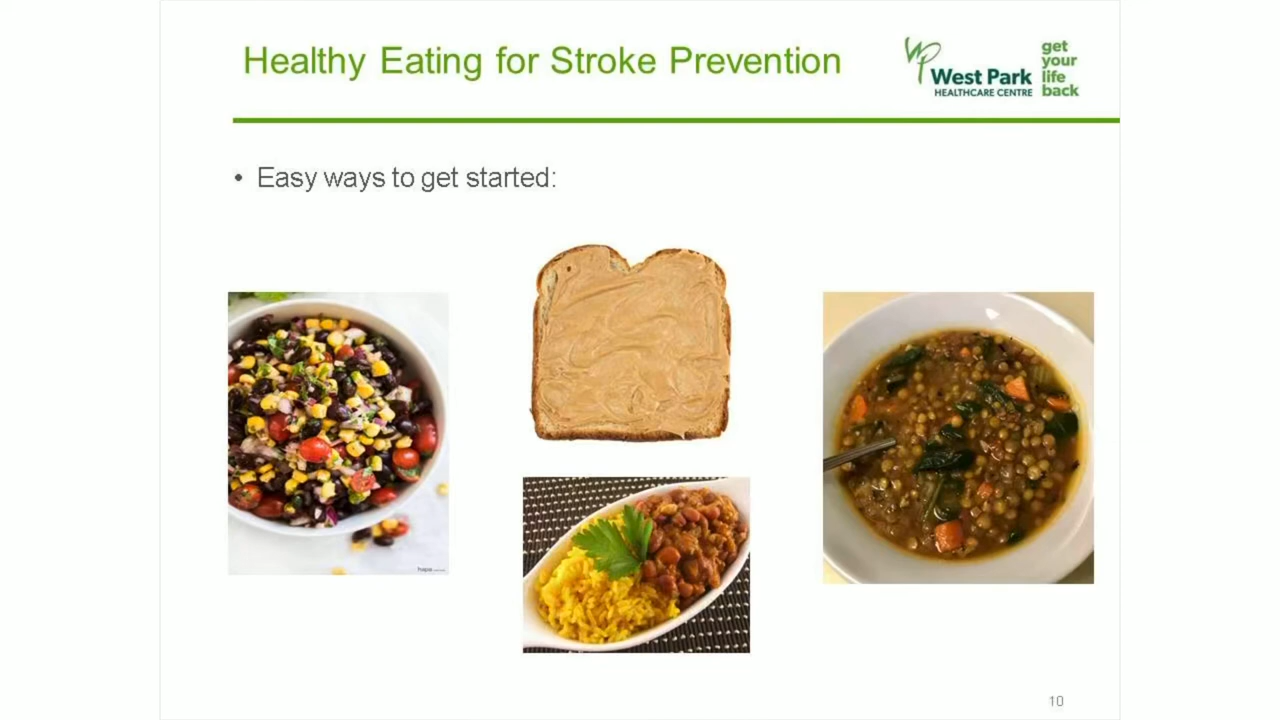 Healthy Eating for Stroke Prevention
West Park
HEALTHCARE CENTRE
get
your
life
back
• Easy ways to get started:
10